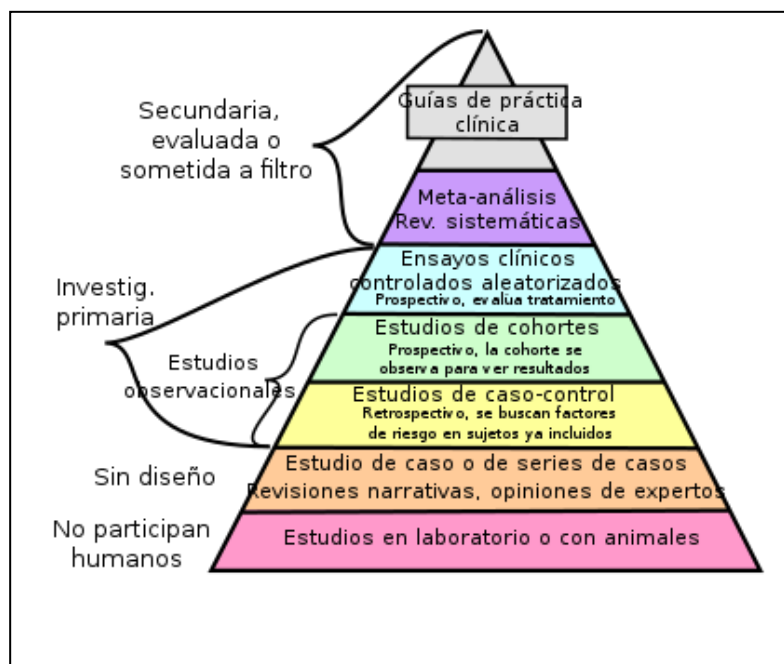 Guías de práctica
clínica
Secundaria,
evaluada o
sometida a filtro
Meta-análisis
Rev. sistemáticas
Ensayos clínicos
controlados aleatorizados
Prospectivo, evalúa tratamiento
Investig.
primaria
Estudios de cohortes
Prospectivo, la cohorte se
observa para ver resultados
Estudios
observacionales
Estudios de caso-control
Retrospectivo, se buscan factores
de riesgo en sujetos ya incluidos
Sin diseño
Estudio de caso o de series de casos
Revisiones narrativas, opiniones de expertos
No participan
humanos
Estudios en laboratorio o con animales